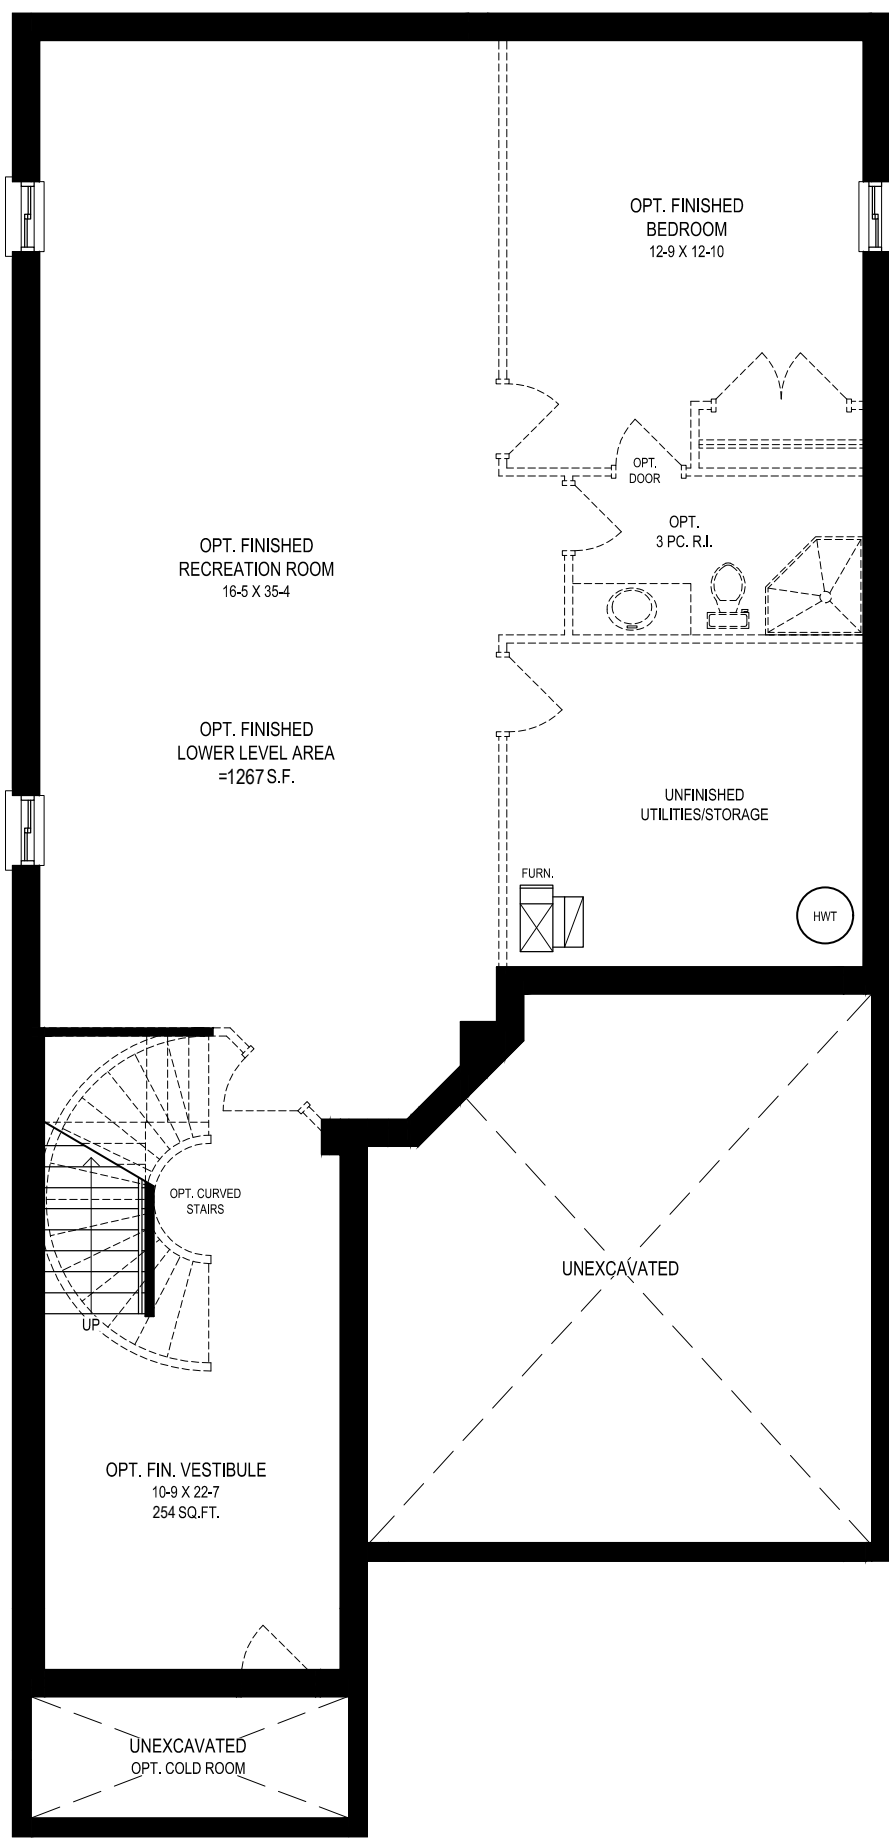 OPT. FINISHED
BEDROOM
12-9 X 12-10
OPT.
DOOR
OPT.
3 PC. R.I.
OPT. FINISHED
RECREATION ROOM
16-5 X 35-4
OPT. FINISHED
LOWER LEVEL AREA
=1267 S.F.
UNFINISHED
UTILITIES/STORAGE
FURN.
HWT
OPT. CURVED
STAIRS
UNEXCAVATED
UP
OPT. FIN. VESTIBULE
10-9 X 22-7
254 SQ.FT.
UNEXCAVATED
OPT. COLD ROOM